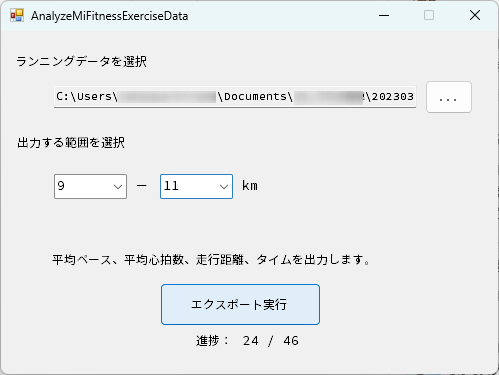 AnalyzeMiFitnessExerciseData
ランニングデータを選択
C:\Users\ \Documents\ \202303
...
出力する範囲を選択
9 － 11 km
平均ペース、平均心拍数、走行距離、タイムを出力します。
エクスポート実行
進捗： 24 / 46